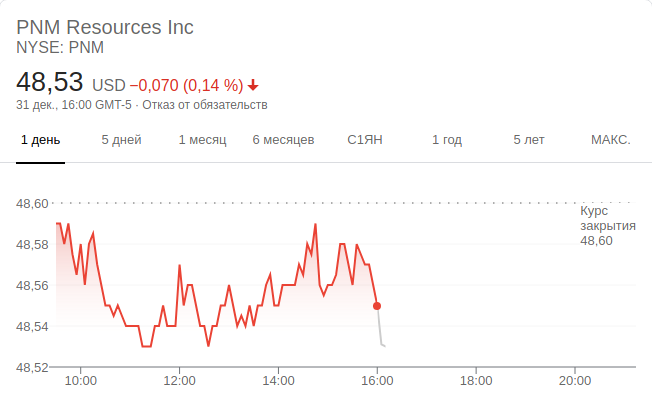 PNM Resources Inc
NYSE: PNM
48,53 USD −0,070 (0,14 %)
31 дек., 16:00 GMT-5 · Отказ от обязательств
1 день 5 дней 1 месяц 6 месяцев С1ЯН 1 год 5 лет МАКС.
48,60
Курс
закрытия
48,60
48,58
48,56
48,54
48,52
10:00 12:00 14:00 16:00 18:00 20:00